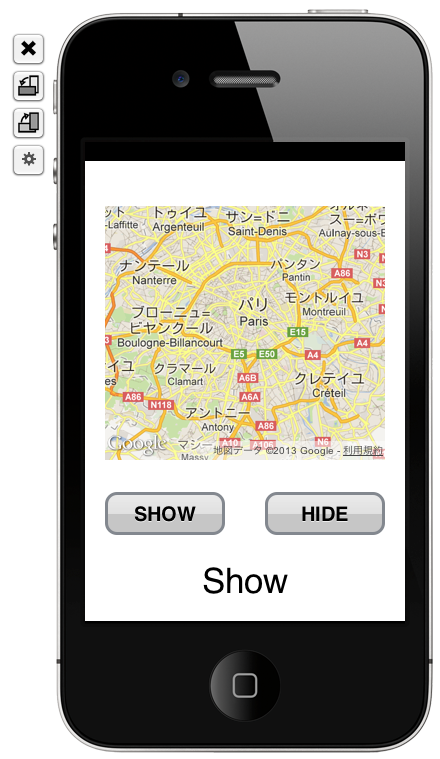 ット
トゥイユ
サン=ドニ
スー=ボワ
-Laffitte
Argenteuil
Saint-Denis
Aulnay-sous-B
N3
ナンテール
パンタン
A86
Nanterre
Pantin
N3
パリ
モントルイユ
ブローニュ=
ビヤンクール
Paris
Montreuil
Boulogne-Billancourt
E15
A4
E5
E50
A4
イユ
クラマール
クレテイユ
es
Clamart
A6B
Créteil
A86
A6A
N118
アントニー
Antony
A86
Google
マシー
A10
A106
N6
Massy
地図データ ©2013 Google - 利用規約
SHOW
HIDE
Show